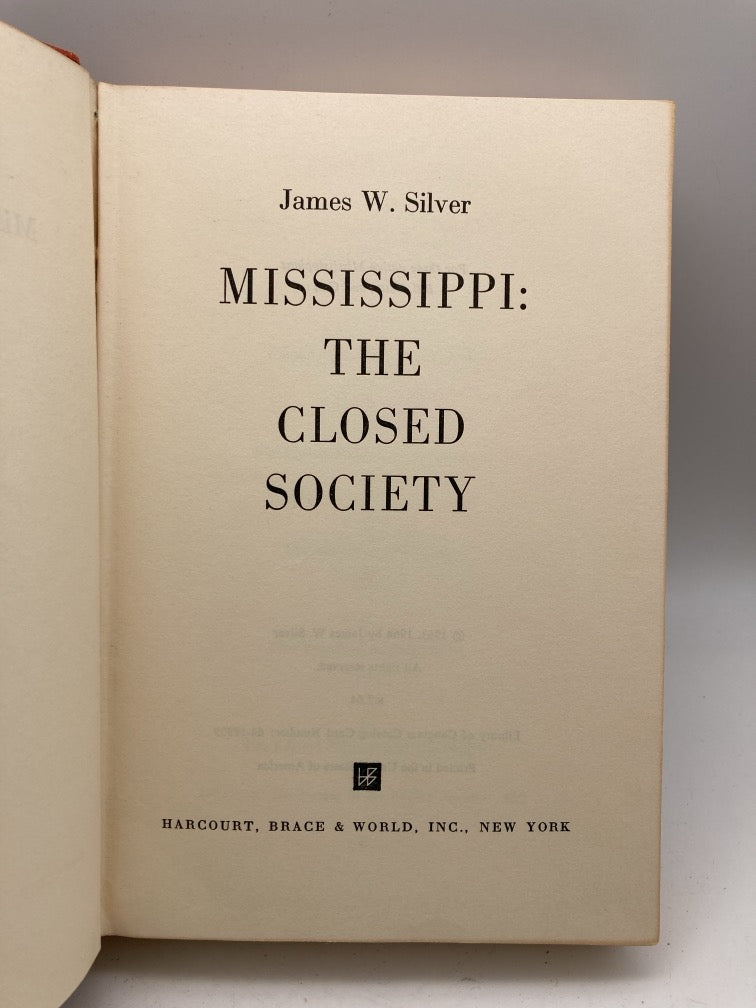 James W. Silver
MISSISSIPPI:
THE
CLOSED
SOCIETY
HARCOURT, BRACE & WORLD, INC., NEW YORK